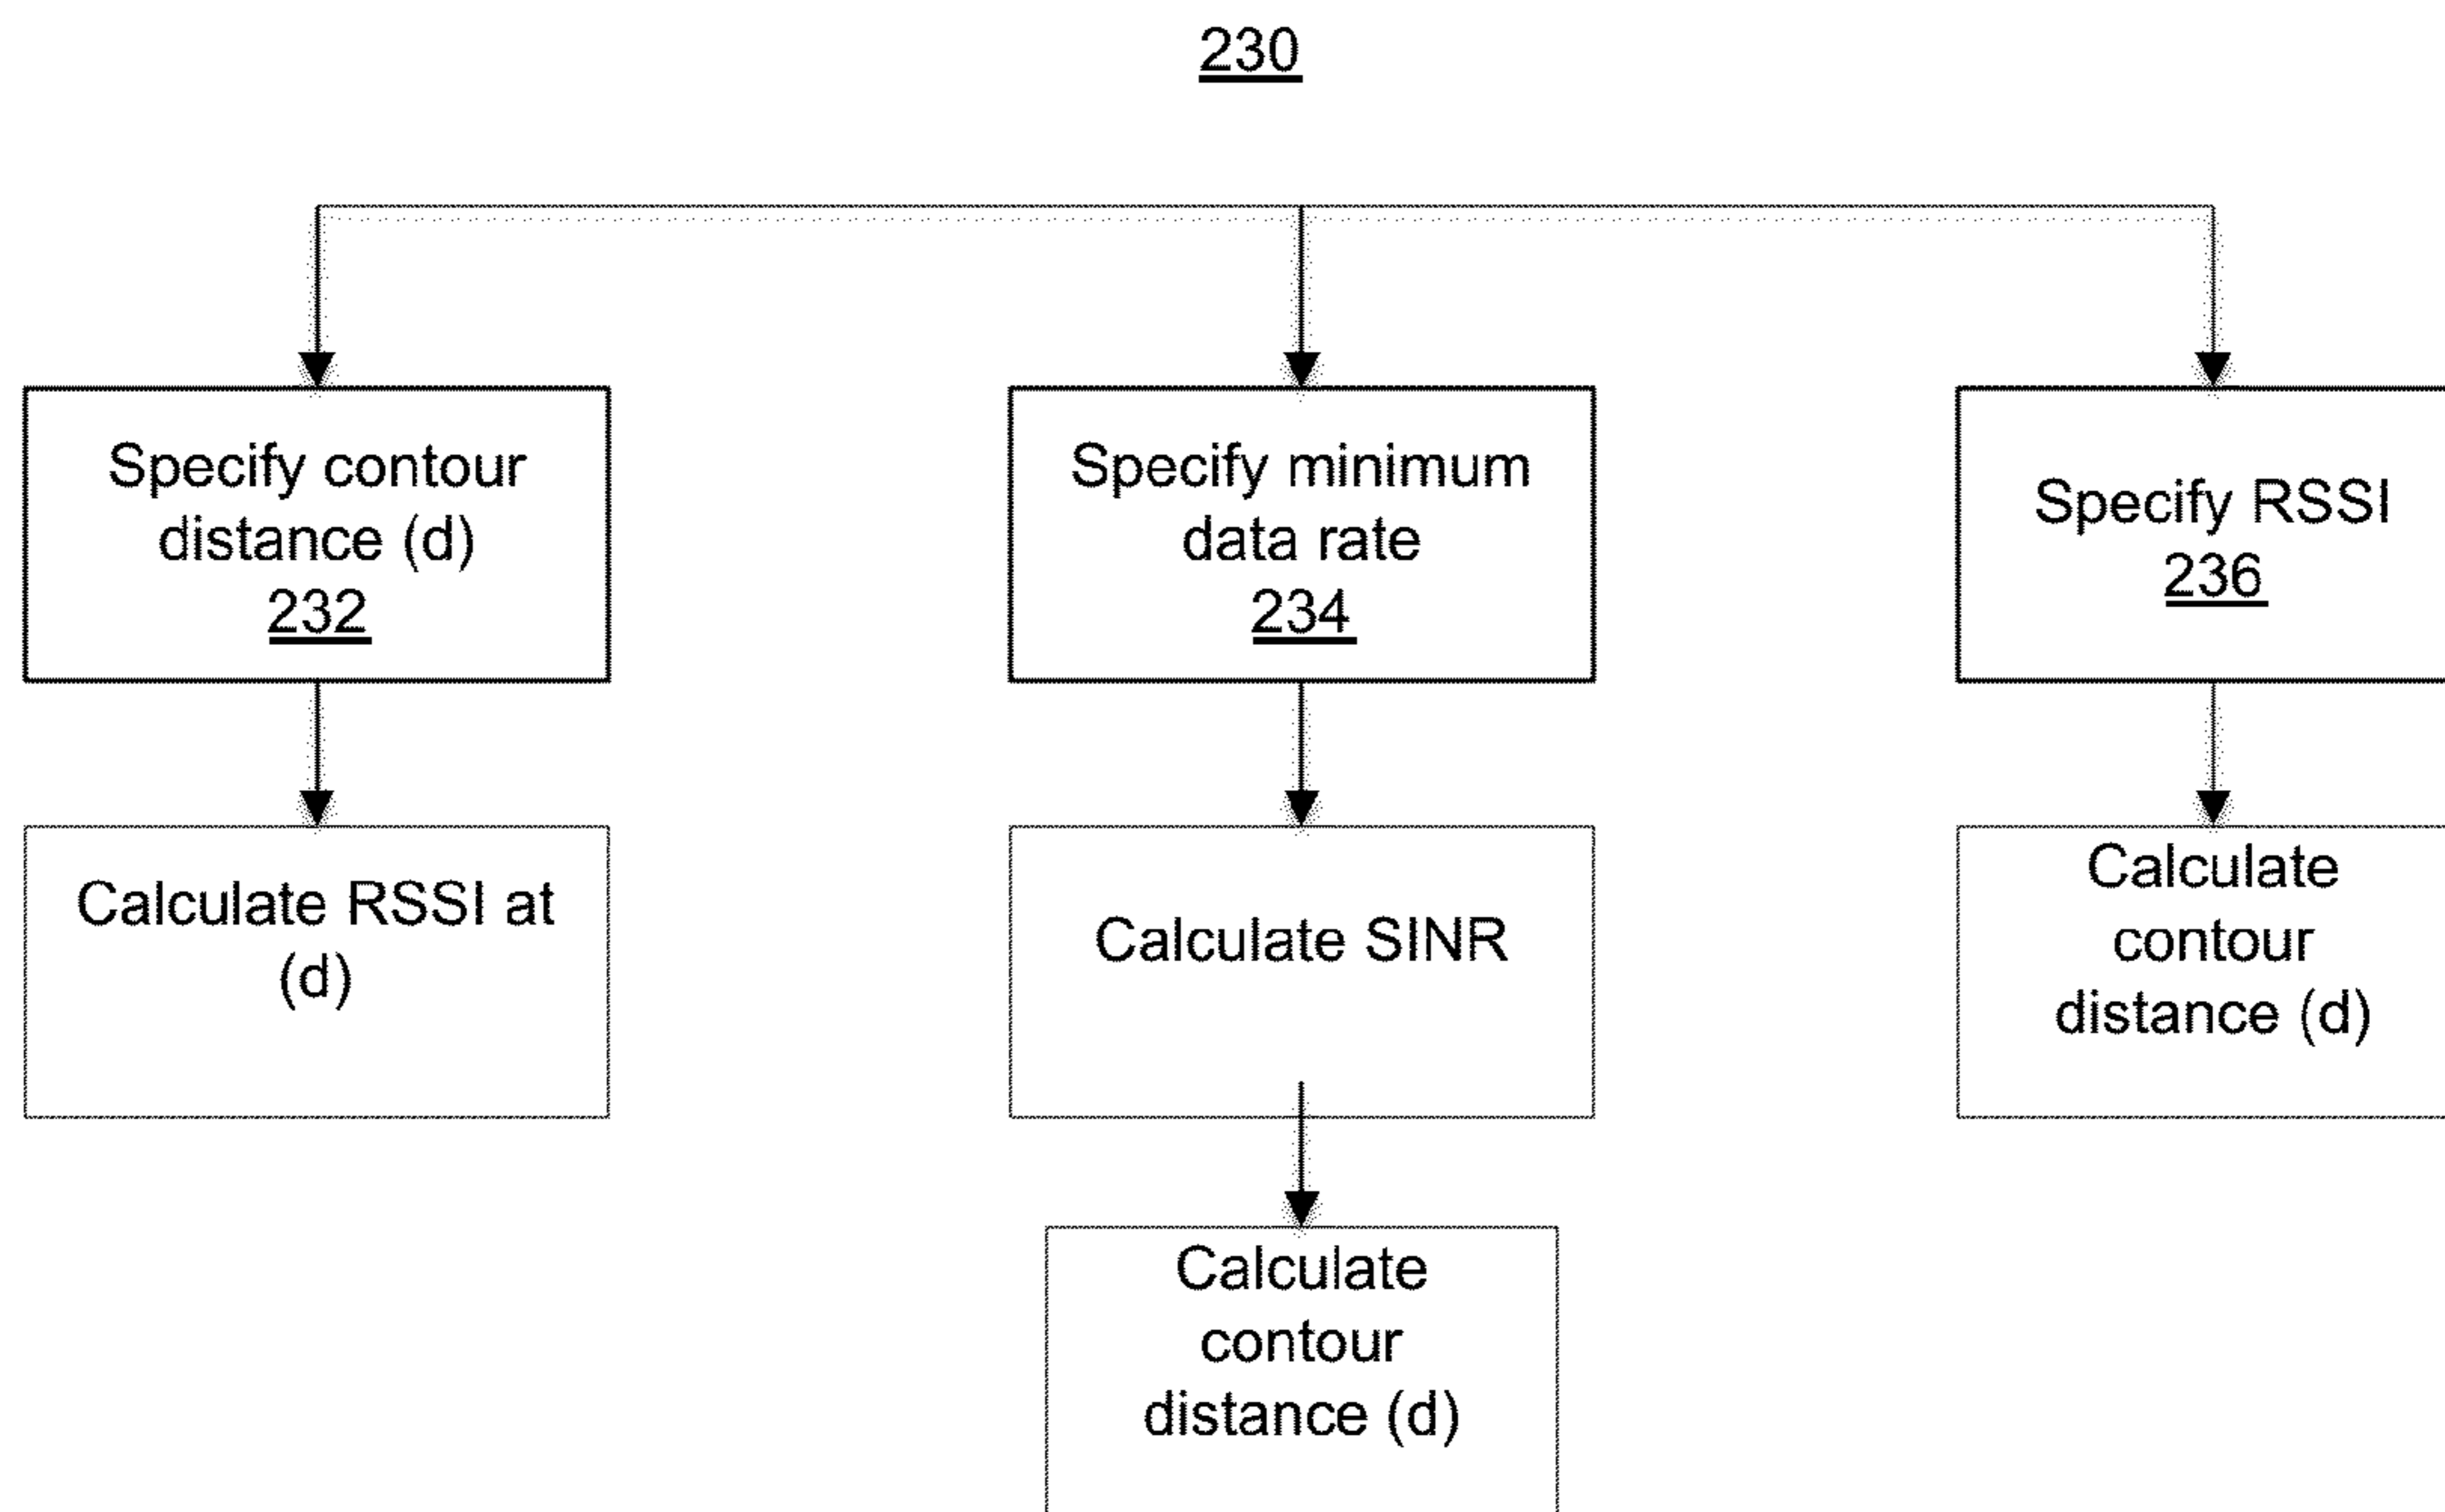 230
Specify contour
distance (d)
232
Specify minimum
data rate
234
Specify RSSI
236
Calculate RSSI at
(d)
Calculate SINR
Calculate
contour
distance (d)
Calculate
contour
distance (d)